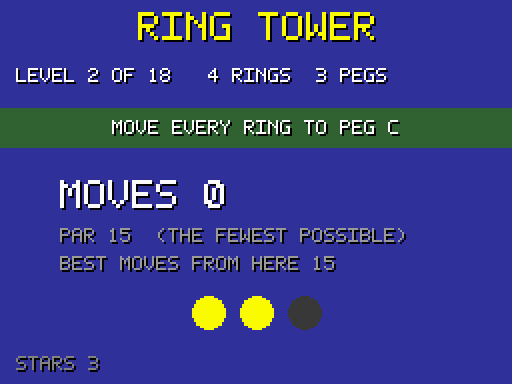 RING TOWER
LEVEL 2 OF 18   4 RINGS  3 PEGS
MOVE EVERY RING TO PEG C
MOVES 0
PAR 15  (THE FEWEST POSSIBLE)
BEST MOVES FROM HERE 15
STARS 3